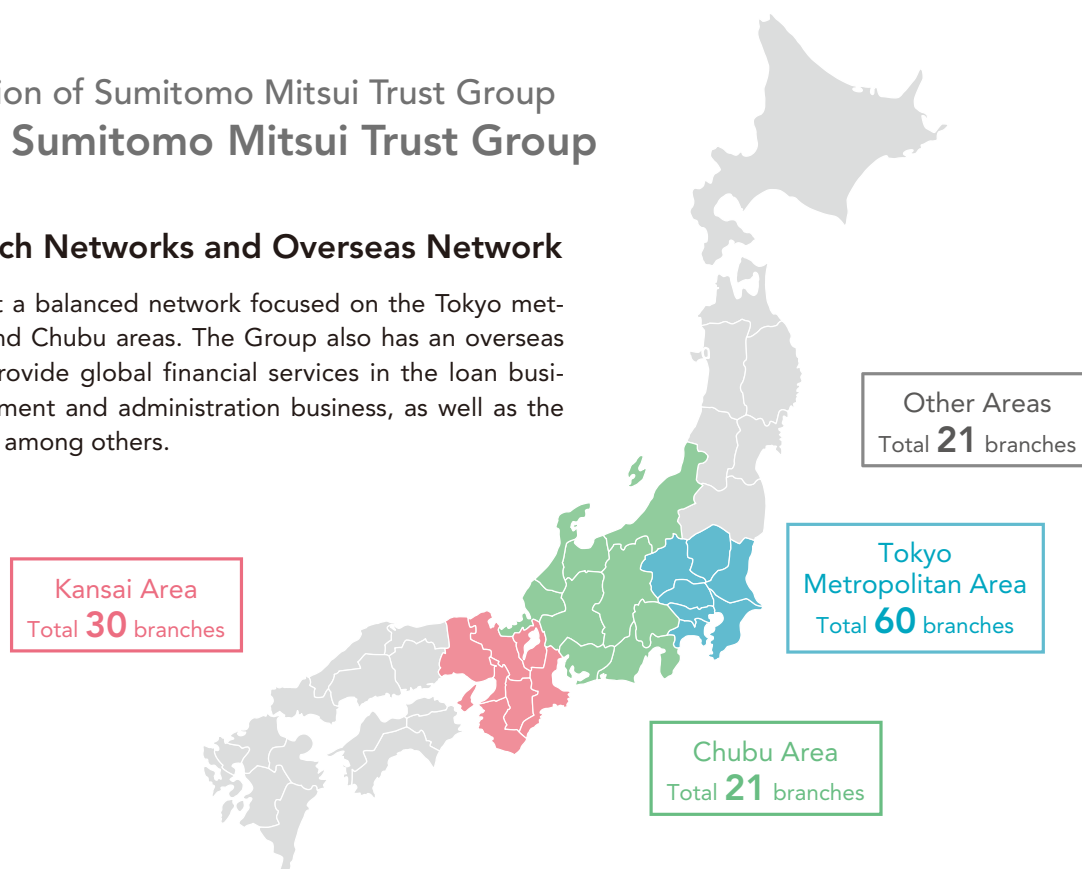 ion of Sumitomo Mitsui Trust Group
Sumitomo Mitsui Trust Group
ch Networks and Overseas Network
t a balanced network focused on the Tokyo met-
nd Chubu areas. The Group also has an overseas
rovide global financial services in the loan busi-
ment and administration business, as well as the
among others.
Other Areas
Total 21 branches
Tokyo
Metropolitan Area
Total 60 branches
Kansai Area
Total 30 branches
Chubu Area
Total 21 branches